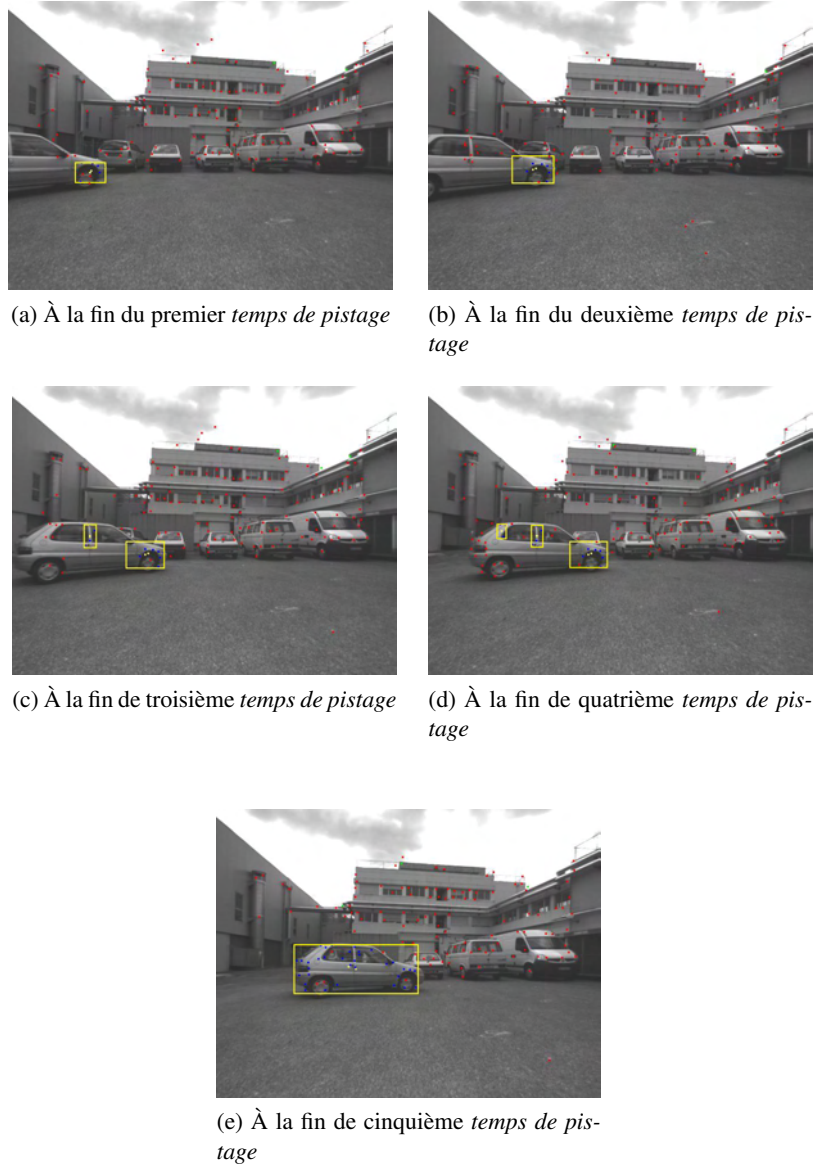 (a) À la fin du premier temps de pistage
(b) À la fin du deuxième temps de pis-
tage
(c) À la fin de troisième temps de pistage
(d) À la fin de quatrième temps de pis-
tage
(e) À la fin de cinquième temps de pis-
tage